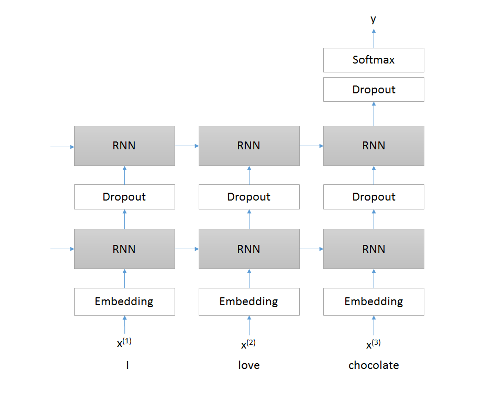 y
Softmax
Dropout
RNN RNN RNN
Dropout Dropout Dropout
RNN RNN RNN
Embedding Embedding Embedding
x⁽¹⁾ x⁽²⁾ x⁽³⁾
I love chocolate